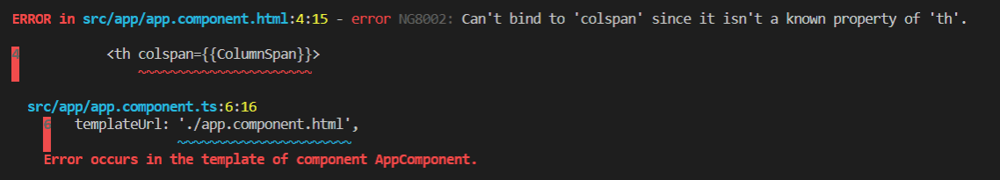 ERROR in src/app/app.component.html:4:15 - error NG8002: Can't bind to 'colspan' since it isn't a known property of 'th'.
4 <th colspan={{ColumnSpan}}>
src/app/app.component.ts:6:16
6 templateUrl: './app.component.html',
Error occurs in the template of component AppComponent.